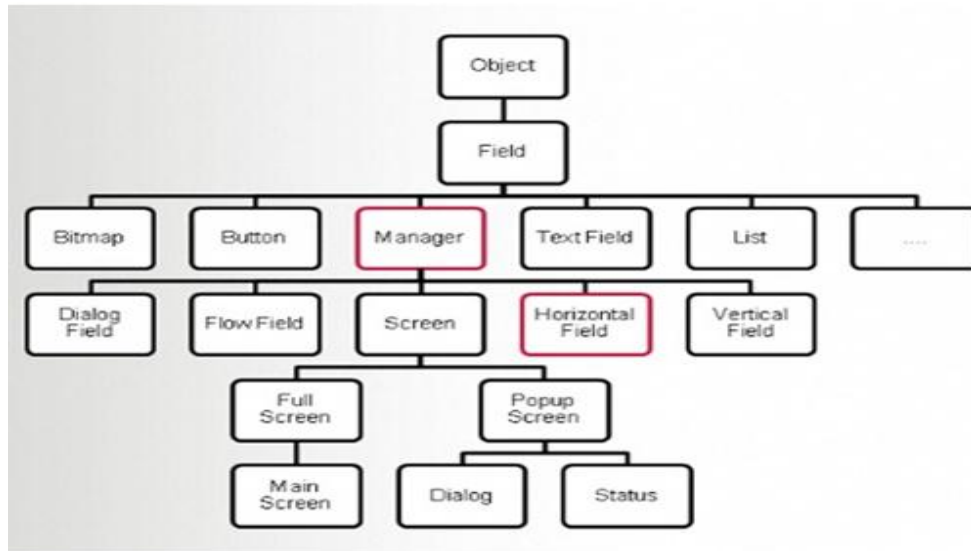 Object
Field
Bitmap
Button
Manager
Text Field
List
....
Dialog
Field
Flow Field
Screen
Horizontal
Field
Vertical
Field
Full
Screen
Popup
Screen
Main
Screen
Dialog
Status